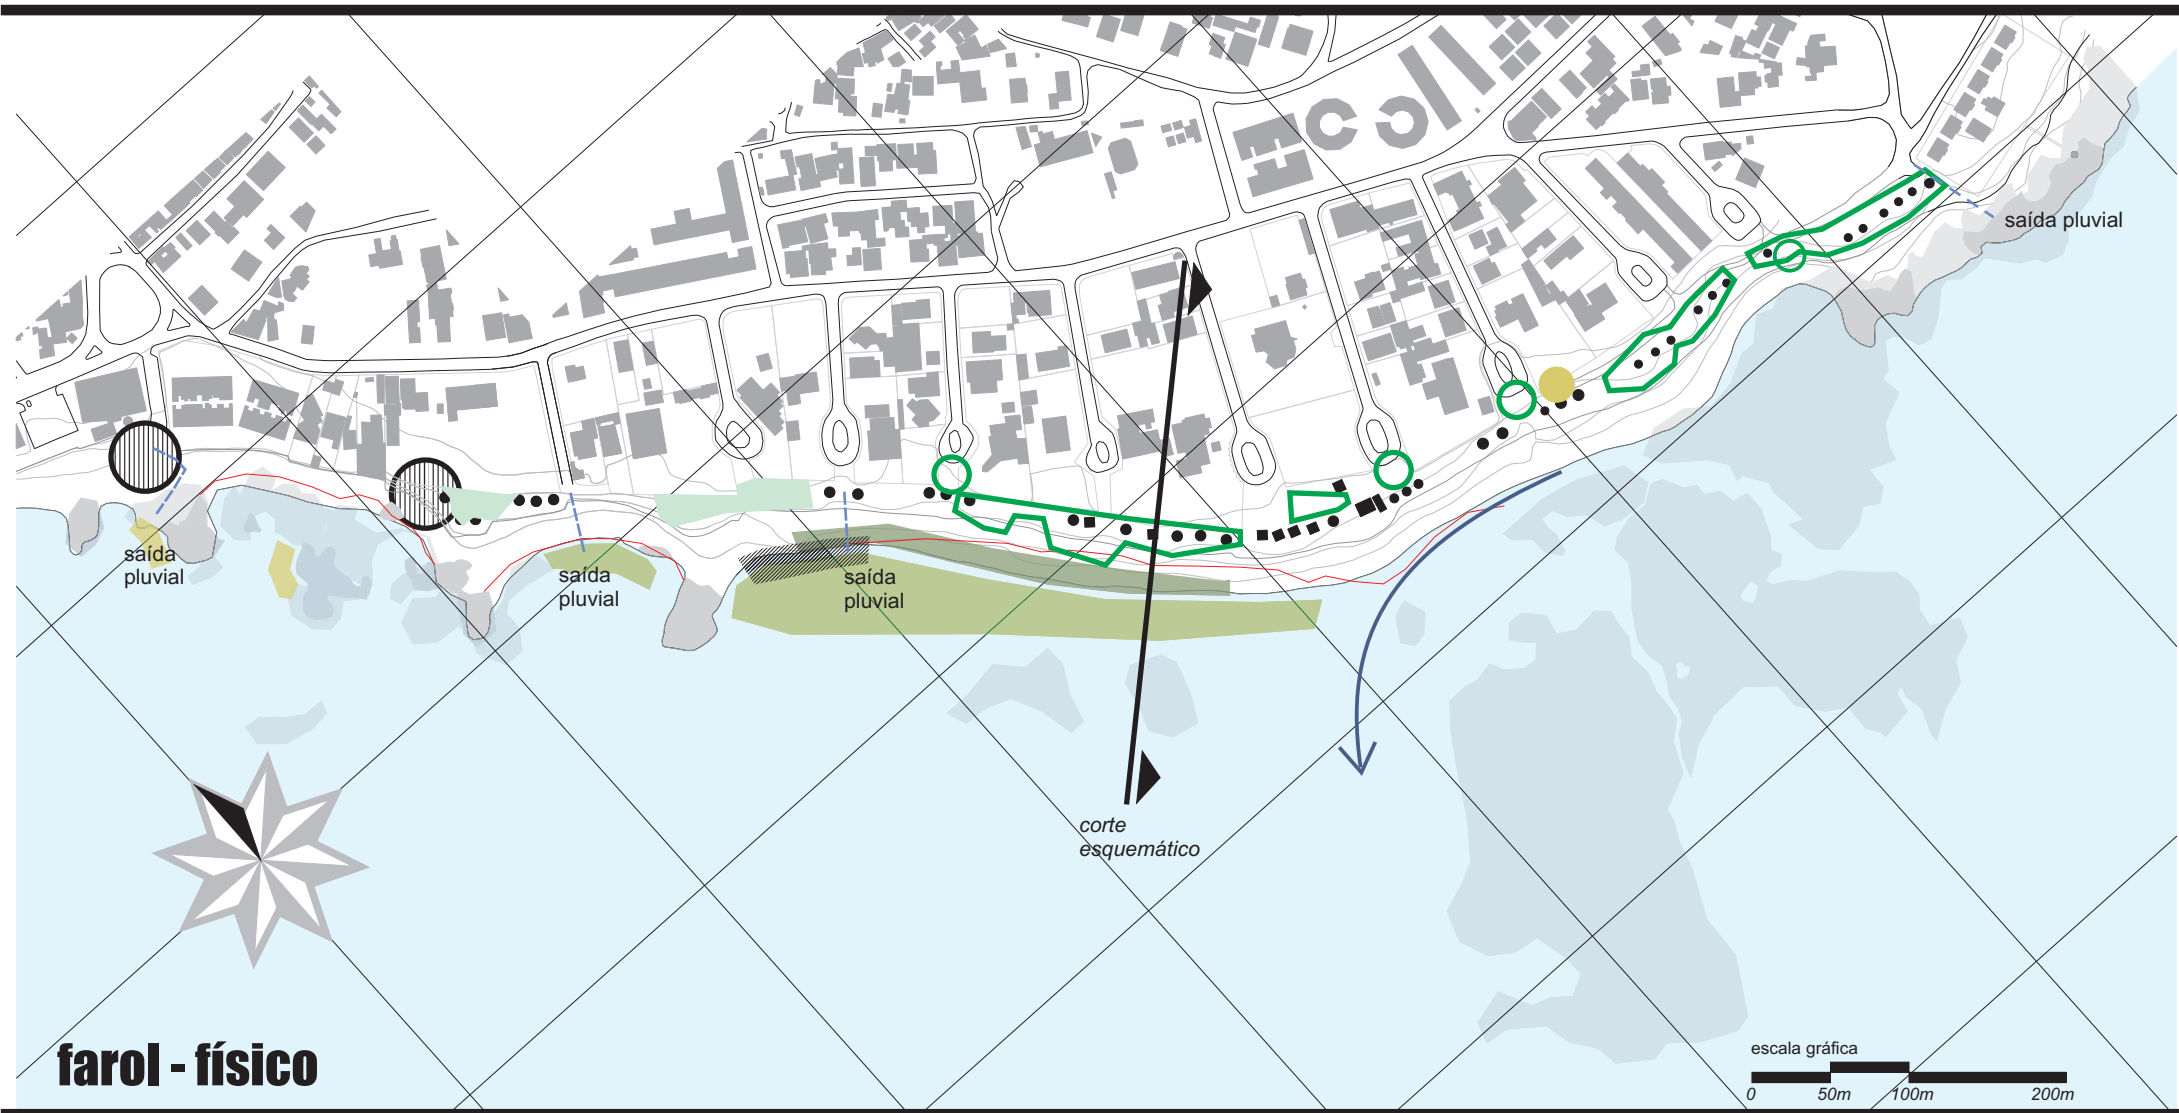 saída pluvial
saída
pluvial
saída
pluvial
saída
pluvial
corte
esquemático
farol - físico
escala gráfica
0 50m 100m 200m